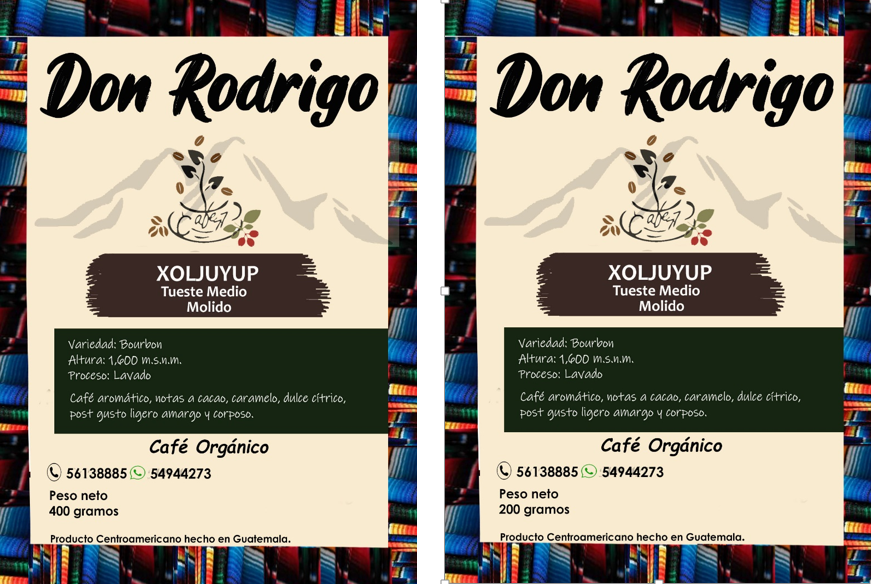 Don Rodrigo
Café
XOLJUYUP
Tueste Medio
Molido
Variedad: Bourbon
Altura: 1,600 m.s.n.m.
Proceso: Lavado
Café aromático, notas a cacao, caramelo, dulce cítrico,
post gusto ligero amargo y corposo.
Café Orgánico
56138885 54944273
Peso neto
400 gramos
Producto Centroamericano hecho en Guatemala.
Don Rodrigo
Café
XOLJUYUP
Tueste Medio
Molido
Variedad: Bourbon
Altura: 1,600 m.s.n.m.
Proceso: Lavado
Café aromático, notas a cacao, caramelo, dulce cítrico,
post gusto ligero amargo y corposo.
Café Orgánico
56138885 54944273
Peso neto
200 gramos
Producto Centroamericano hecho en Guatemala.